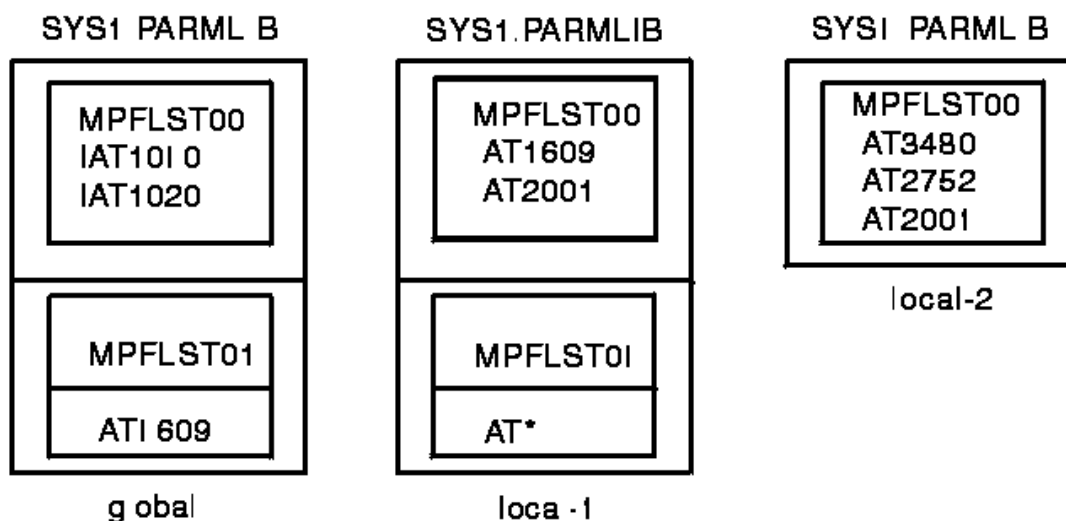 SYS1 PARML B
MPFLST00
IAT10I 0
IAT1020
MPFLST01
ATI 609
g obal
SYS1.PARMLIB
MPFLST00
AT1609
AT2001
MPFLST0I
AT*
loca -1
SYSI PARML B
MPFLST00
AT3480
AT2752
AT2001
local-2